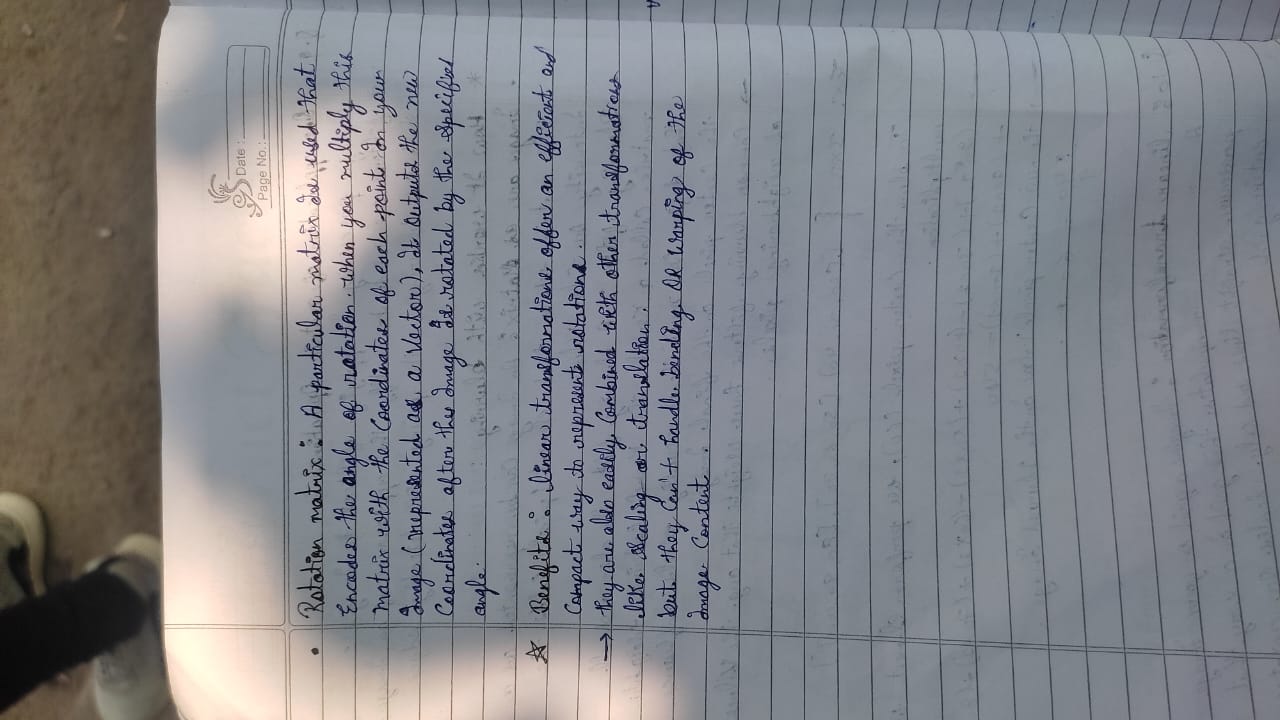 Date :
Page No.:
• Rotation matrix : A particular matrix is used that
Encodes the angle of rotation. when you multiply this
matrix with the Coordinates of each point in your
Image (represented as a Vector), it outputs the new
Coordinates after the image is rotated by the specified
angle.
☆ Benefits : linear transformations offer an efficient and
Compact way to represents rotations.
→ they are also easily Combined with other transformations
like scaling or translation.
but they can't handle bending OR warping of the
image Content.